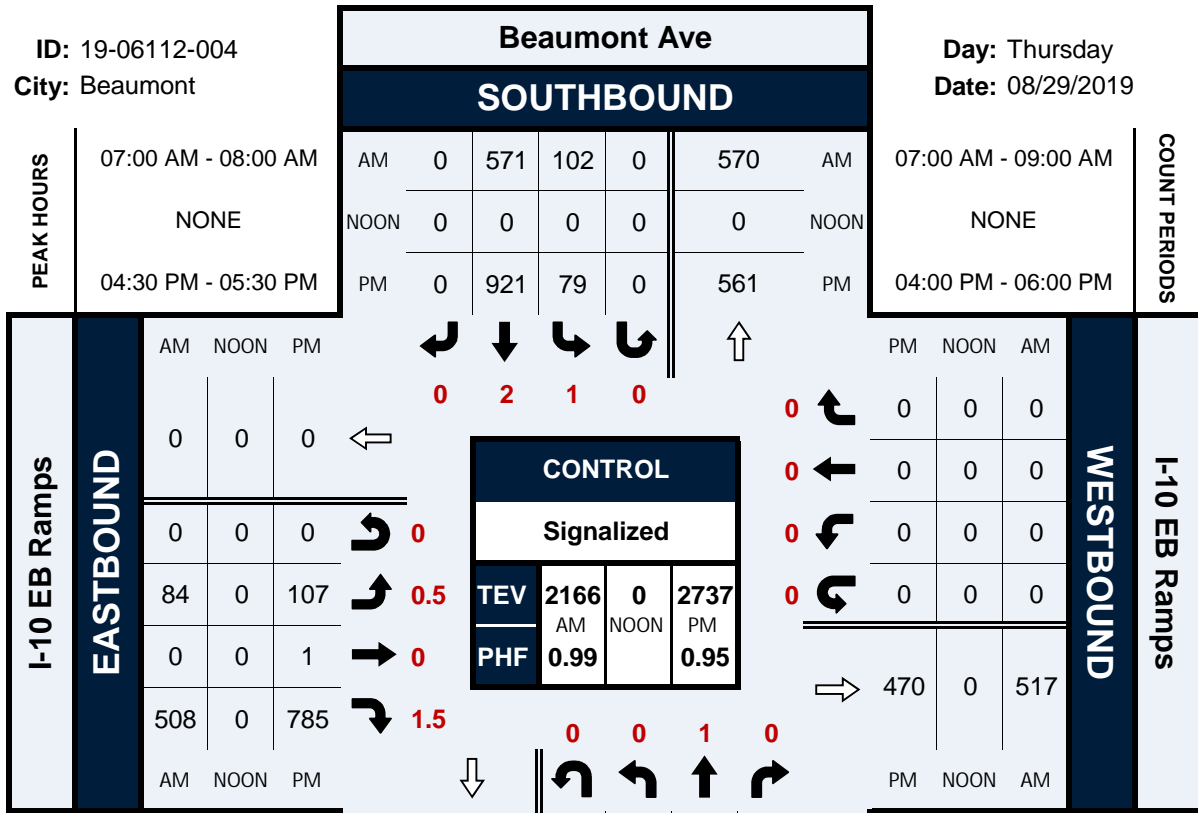 Beaumont Ave
ID: 19-06112-004
Day: Thursday
City: Beaumont
SOUTHBOUND
Date: 08/29/2019
PEAK HOURS
07:00 AM - 08:00 AM
AM 0 571 102 0 570 AM
07:00 AM - 09:00 AM
COUNT PERIODS
NONE
NOON 0 0 0 0 0 NOON
NONE
04:30 PM - 05:30 PM
PM 0 921 79 0 561 PM
04:00 PM - 06:00 PM
I-10 EB Ramps
EASTBOUND
AM NOON PM
0 0 0
0 0 0 0
84 0 107 0.5
0 0 1 0
508 0 785 1.5
AM NOON PM
0 2 1 0
CONTROL
Signalized
TEV 2166 0 2737
AM NOON PM
PHF 0.99 0.95
0 0 1 0
PM NOON AM
0 0 0 0
0 0 0 0
0 0 0 0
0 0 0 0
470 0 517
PM NOON AM
WESTBOUND
I-10 EB Ramps